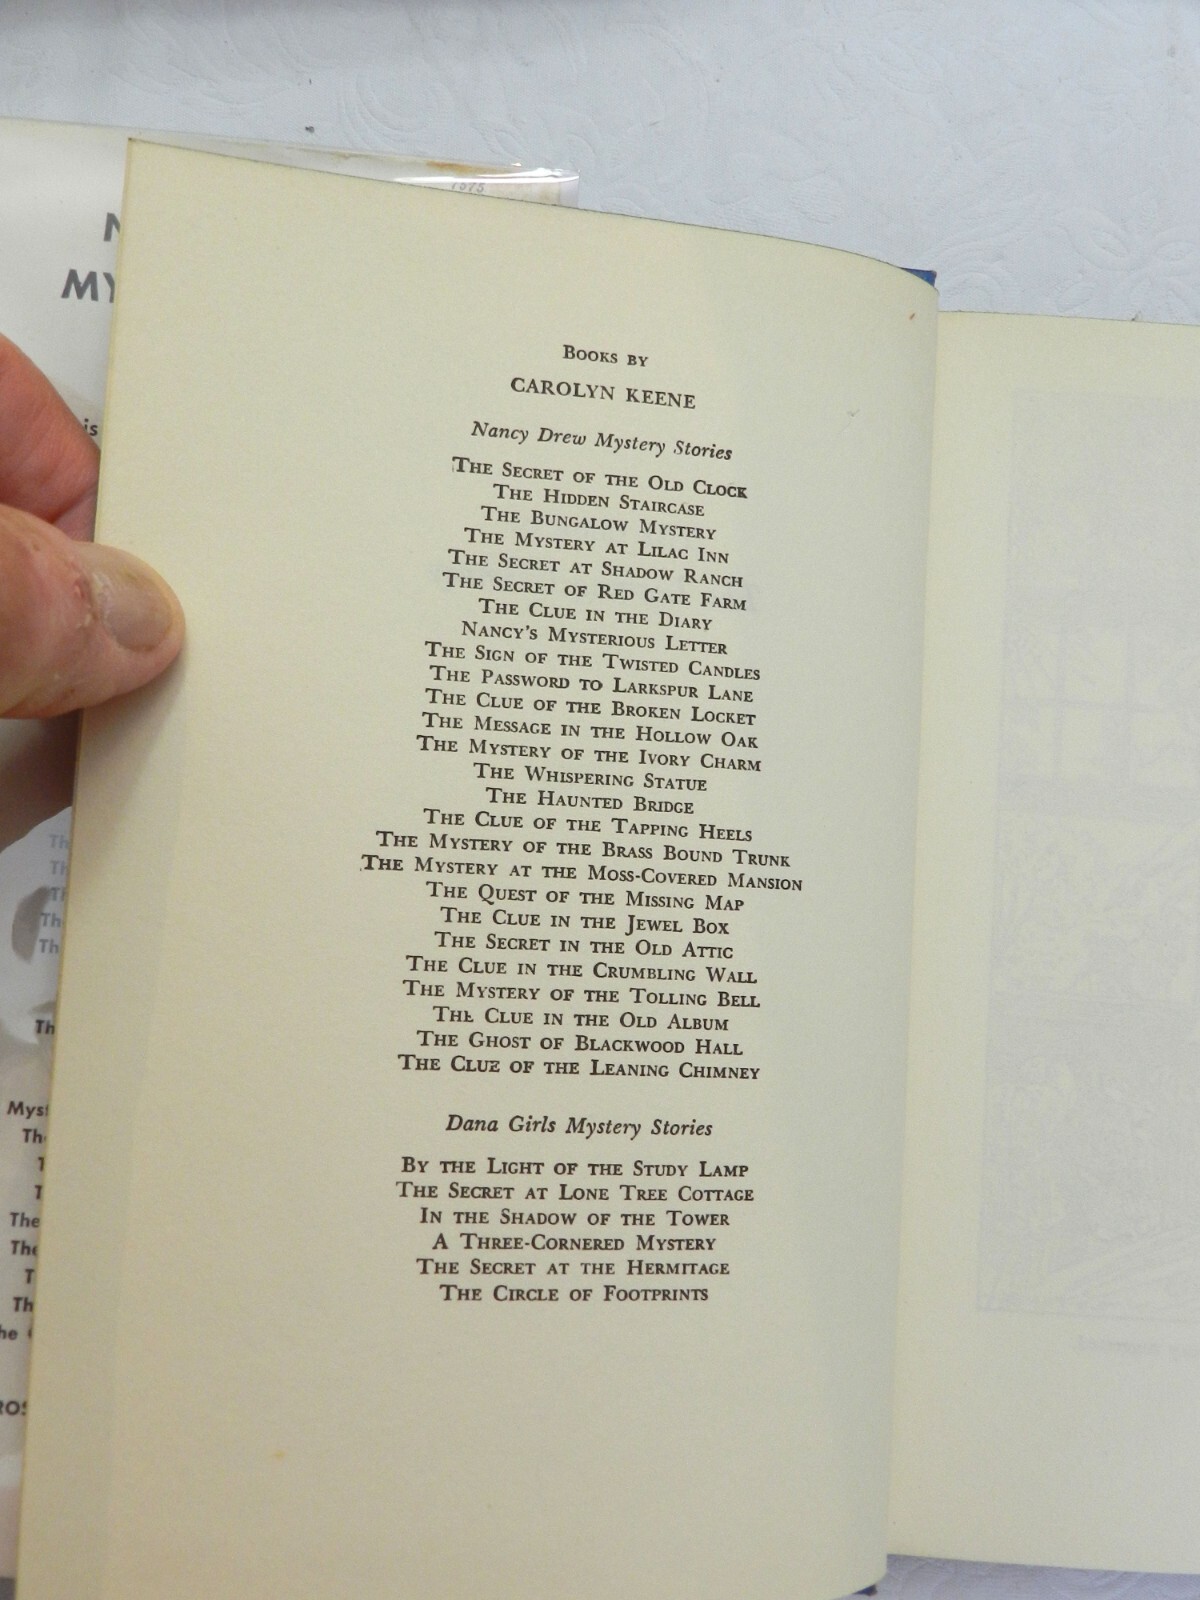 1575
MY
is
BOOKS BY
CAROLYN KEENE
Nancy Drew Mystery Stories
THE SECRET OF THE OLD CLOCK
THE HIDDEN STAIRCASE
THE BUNGALOW MYSTERY
THE MYSTERY AT LILAC INN
THE SECRET AT SHADOW RANCH
THE SECRET OF RED GATE FARM
THE CLUE IN THE DIARY
NANCY'S MYSTERIOUS LETTER
THE SIGN OF THE TWISTED CANDLES
THE PASSWORD TO LARKSPUR LANE
THE CLUE OF THE BROKEN LOCKET
THE MESSAGE IN THE HOLLOW OAK
THE MYSTERY OF THE IVORY CHARM
THE WHISPERING STATUE
THE HAUNTED BRIDGE
THE CLUE OF THE TAPPING HEELS
THE MYSTERY OF THE BRASS BOUND TRUNK
THE MYSTERY AT THE MOSS-COVERED MANSION
THE QUEST OF THE MISSING MAP
THE CLUE IN THE JEWEL BOX
THE SECRET IN THE OLD ATTIC
THE CLUE IN THE CRUMBLING WALL
THE MYSTERY OF THE TOLLING BELL
THE CLUE IN THE OLD ALBUM
THE GHOST OF BLACKWOOD HALL
THE CLUE OF THE LEANING CHIMNEY
Dana Girls Mystery Stories
BY THE LIGHT OF THE STUDY LAMP
THE SECRET AT LONE TREE COTTAGE
IN THE SHADOW OF THE TOWER
A THREE-CORNERED MYSTERY
THE SECRET AT THE HERMITAGE
THE CIRCLE OF FOOTPRINTS